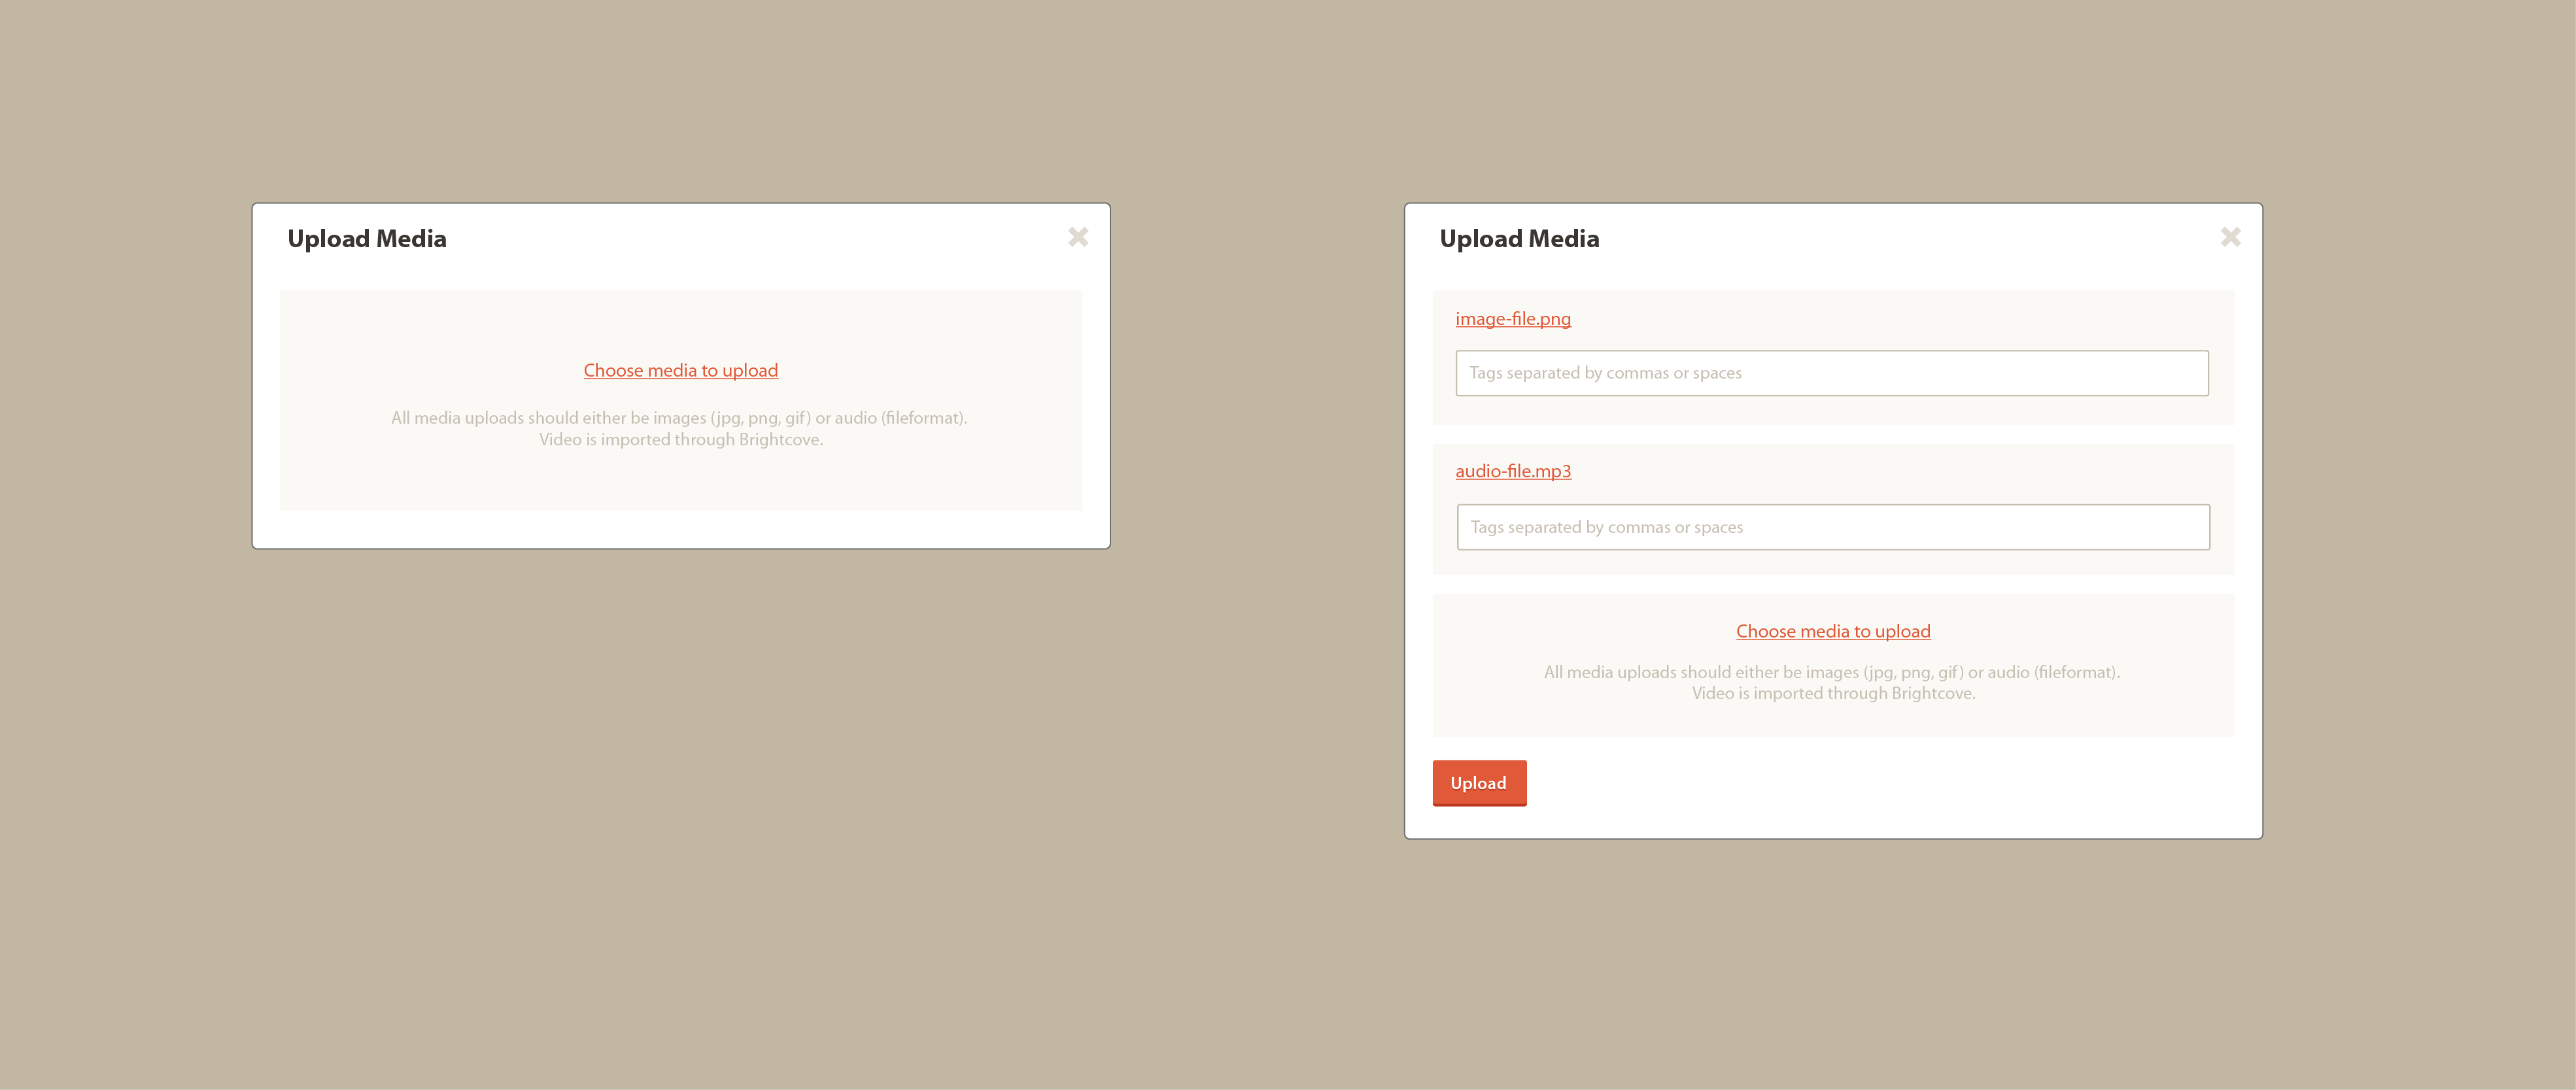 Upload Media
Choose media to upload
All media uploads should either be images (jpg, png, gif) or audio (fileformat).
Video is imported through Brightcove.
Upload Media
image-file.png
Tags separated by commas or spaces
audio-file.mp3
Tags separated by commas or spaces
Choose media to upload
All media uploads should either be images (jpg, png, gif) or audio (fileformat).
Video is imported through Brightcove.
Upload